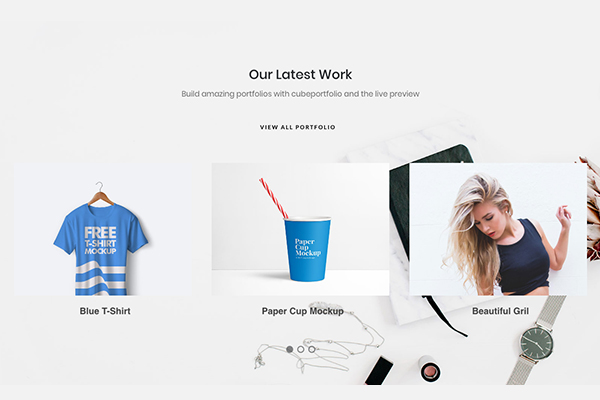 Our Latest Work
Build amazing portfolios with cubeportfolio and the live preview
VIEW ALL PORTFOLIO
FREE
T-SHIRT
MOCKUP
Paper
Cup
Mockup
Blue T-Shirt
Paper Cup Mockup
Beautiful Gril